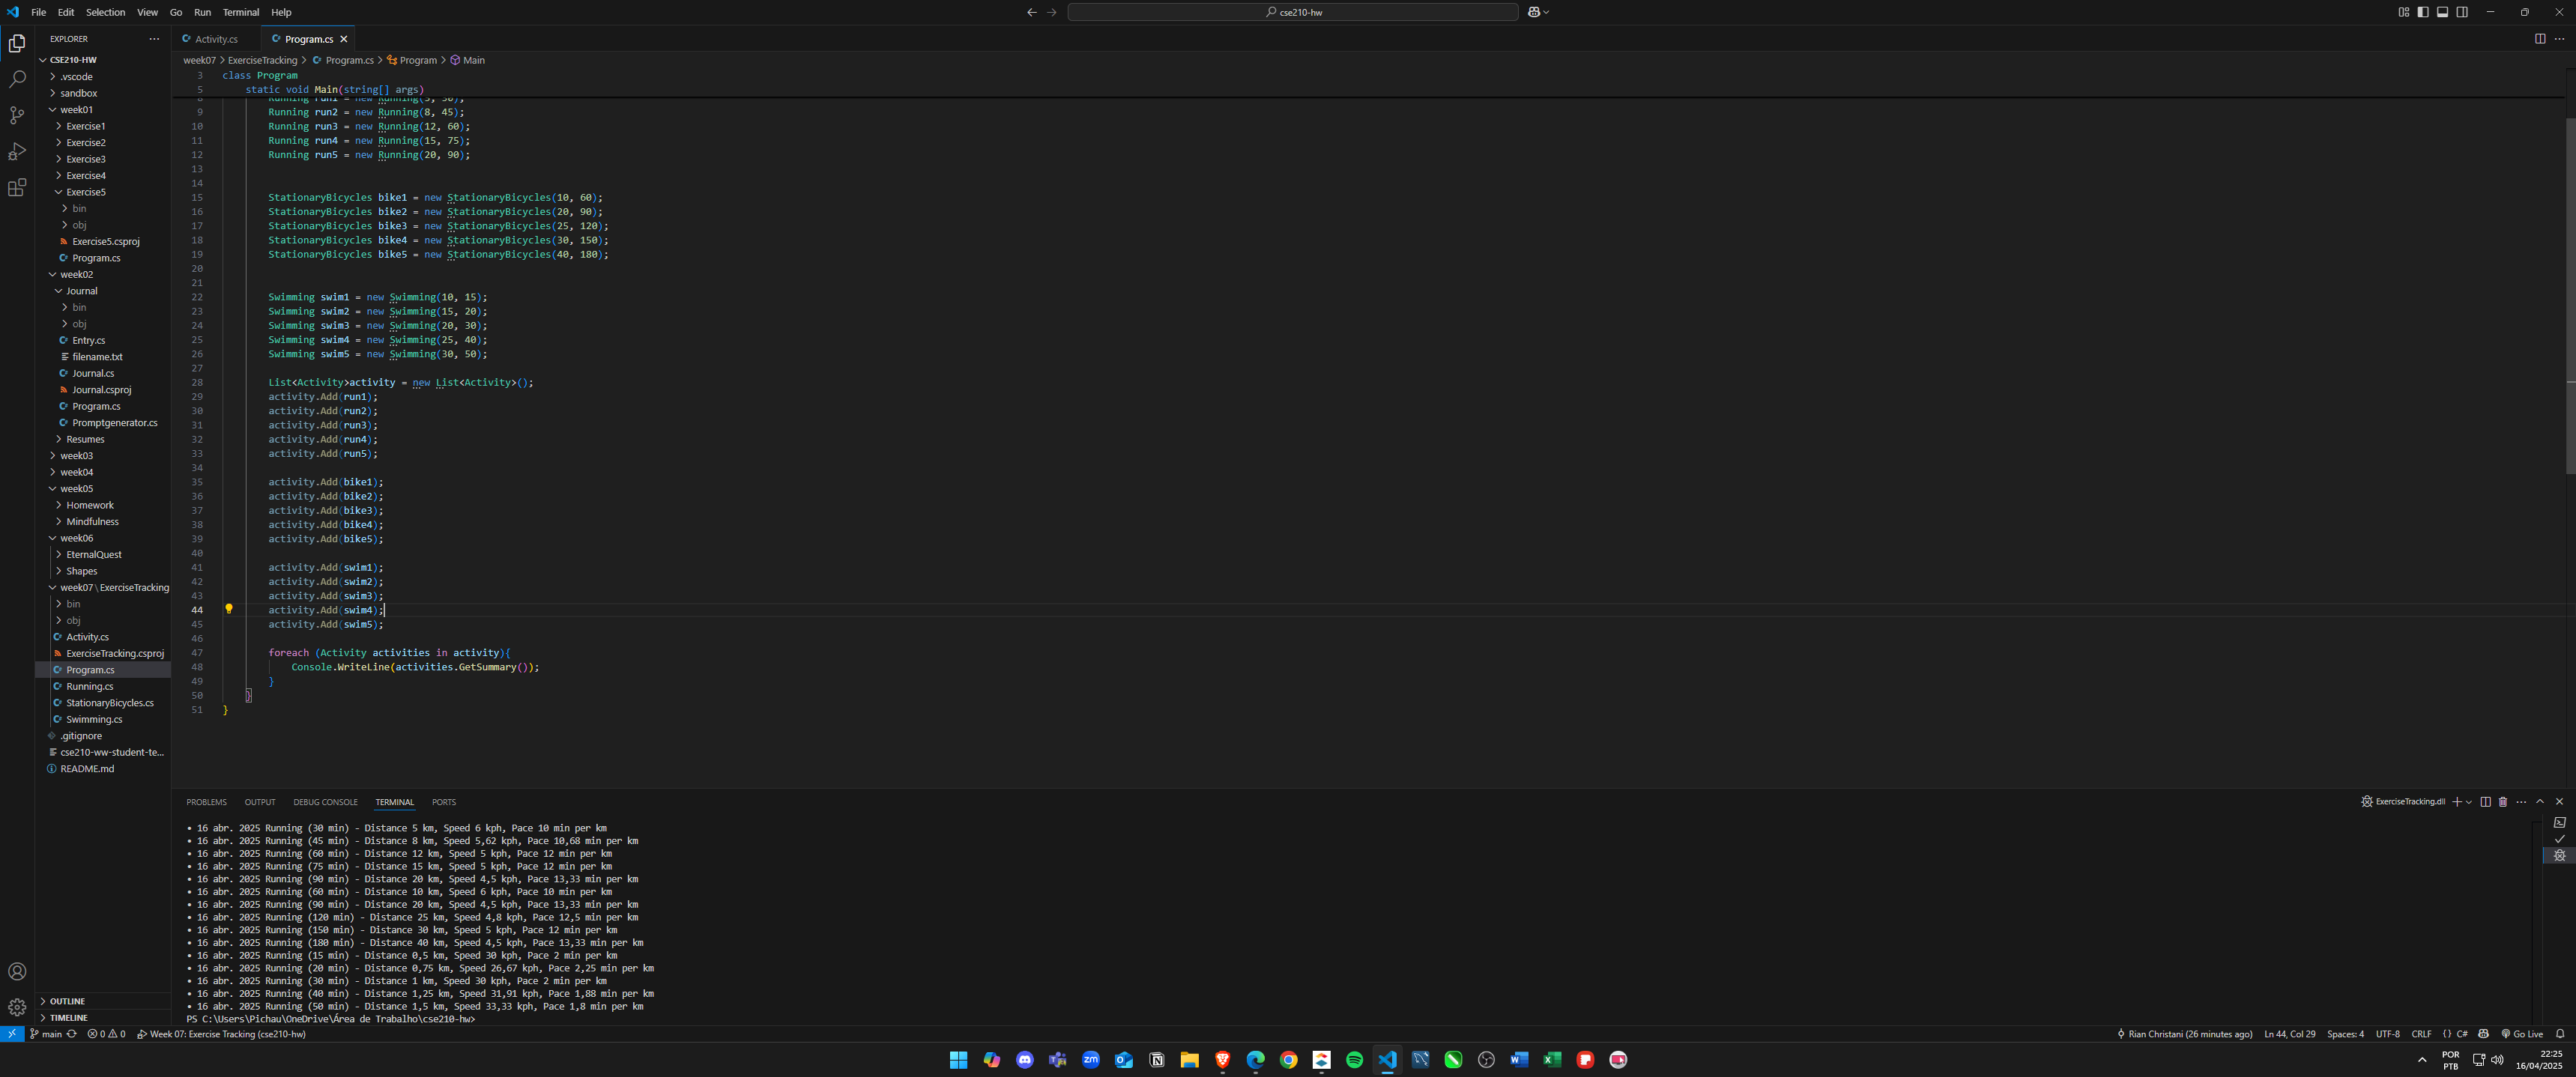 File Edit Selection View Go Run Terminal Help
cse210-hw
EXPLORER
CSE210-HW
.vscode
sandbox
week01
Exercise1
Exercise2
Exercise3
Exercise4
Exercise5
bin
obj
Exercise5.csproj
Program.cs
week02
Journal
bin
obj
Entry.cs
filename.txt
Journal.cs
Journal.csproj
Program.cs
Promptgenerator.cs
Resumes
week03
week04
week05
Homework
Mindfulness
week06
EternalQuest
Shapes
week07\ExerciseTracking
bin
obj
Activity.cs
ExerciseTracking.csproj
Program.cs
Running.cs
StationaryBicycles.cs
Swimming.cs
.gitignore
cse210-ww-student-te...
README.md
OUTLINE
TIMELINE
Activity.cs Program.cs
week07 > ExerciseTracking > Program.cs > Program > Main
3 class Program
5 static void Main(string[] args)
8 Running run1 = new Running(5, 30);
9 Running run2 = new Running(8, 45);
10 Running run3 = new Running(12, 60);
11 Running run4 = new Running(15, 75);
12 Running run5 = new Running(20, 90);
13
14
15 StationaryBicycles bike1 = new StationaryBicycles(10, 60);
16 StationaryBicycles bike2 = new StationaryBicycles(20, 90);
17 StationaryBicycles bike3 = new StationaryBicycles(25, 120);
18 StationaryBicycles bike4 = new StationaryBicycles(30, 150);
19 StationaryBicycles bike5 = new StationaryBicycles(40, 180);
20
21
22 Swimming swim1 = new Swimming(10, 15);
23 Swimming swim2 = new Swimming(15, 20);
24 Swimming swim3 = new Swimming(20, 30);
25 Swimming swim4 = new Swimming(25, 40);
26 Swimming swim5 = new Swimming(30, 50);
27
28 List<Activity>activity = new List<Activity>();
29 activity.Add(run1);
30 activity.Add(run2);
31 activity.Add(run3);
32 activity.Add(run4);
33 activity.Add(run5);
34
35 activity.Add(bike1);
36 activity.Add(bike2);
37 activity.Add(bike3);
38 activity.Add(bike4);
39 activity.Add(bike5);
40
41 activity.Add(swim1);
42 activity.Add(swim2);
43 activity.Add(swim3);
44 activity.Add(swim4);
45 activity.Add(swim5);
46
47 foreach (Activity activities in activity){
48 Console.WriteLine(activities.GetSummary());
49 }
50 }
51 }
PROBLEMS OUTPUT DEBUG CONSOLE TERMINAL PORTS
ExerciseTracking.dll
• 16 abr. 2025 Running (30 min) - Distance 5 km, Speed 6 kph, Pace 10 min per km
• 16 abr. 2025 Running (45 min) - Distance 8 km, Speed 5,62 kph, Pace 10,68 min per km
• 16 abr. 2025 Running (60 min) - Distance 12 km, Speed 5 kph, Pace 12 min per km
• 16 abr. 2025 Running (75 min) - Distance 15 km, Speed 5 kph, Pace 12 min per km
• 16 abr. 2025 Running (90 min) - Distance 20 km, Speed 4,5 kph, Pace 13,33 min per km
• 16 abr. 2025 Running (60 min) - Distance 10 km, Speed 6 kph, Pace 10 min per km
• 16 abr. 2025 Running (90 min) - Distance 20 km, Speed 4,5 kph, Pace 13,33 min per km
• 16 abr. 2025 Running (120 min) - Distance 25 km, Speed 4,8 kph, Pace 12,5 min per km
• 16 abr. 2025 Running (150 min) - Distance 30 km, Speed 5 kph, Pace 12 min per km
• 16 abr. 2025 Running (180 min) - Distance 40 km, Speed 4,5 kph, Pace 13,33 min per km
• 16 abr. 2025 Running (15 min) - Distance 0,5 km, Speed 30 kph, Pace 2 min per km
• 16 abr. 2025 Running (20 min) - Distance 0,75 km, Speed 26,67 kph, Pace 2,25 min per km
• 16 abr. 2025 Running (30 min) - Distance 1 km, Speed 30 kph, Pace 2 min per km
• 16 abr. 2025 Running (40 min) - Distance 1,25 km, Speed 31,91 kph, Pace 1,88 min per km
• 16 abr. 2025 Running (50 min) - Distance 1,5 km, Speed 33,33 kph, Pace 1,8 min per km
PS C:\Users\Pichau\OneDrive\Área de Trabalho\cse210-hw>
main 0 0 Week 07: Exercise Tracking (cse210-hw)
Rian Christani (26 minutes ago) Ln 44, Col 29 Spaces: 4 UTF-8 CRLF {} C# Go Live
zm
POR
PTB
22:25
16/04/2025